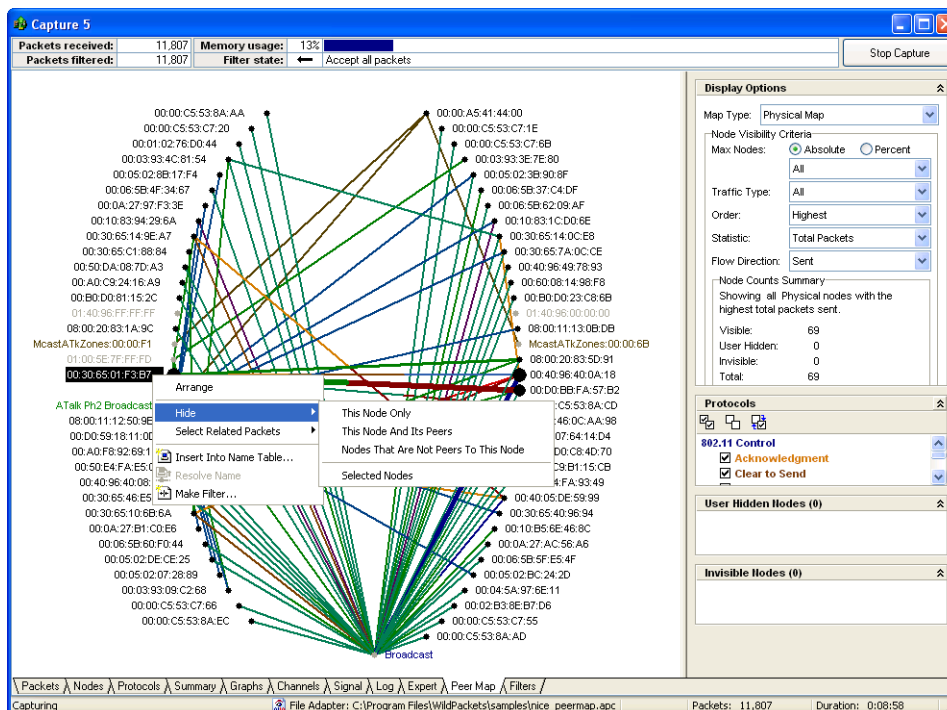 Capture 5
Packets received: 11,807 Memory usage: 13%
Packets filtered: 11,807 Filter state: Accept all packets
Stop Capture
00:00:C5:53:8A:AA
00:00:C5:53:C7:20
00:01:02:76:D0:44
00:03:93:4C:81:54
00:05:02:8B:17:F4
00:06:5B:4F:34:67
00:0A:27:97:F3:3E
00:10:83:94:29:6A
00:30:65:14:9E:A7
00:30:65:C1:88:84
00:50:DA:08:7D:A3
00:A0:C9:24:16:A9
00:B0:D0:81:15:2C
01:40:96:FF:FF:FF
08:00:20:83:1A:9C
McastATkZones:00:00:F1
01:00:5E:7F:FF:FD
00:30:65:01:F3:B7
ATalk Ph2 Broadcast
08:00:11:12:50:9E
00:D0:59:18:11:0
00:A0:F8:92:69:1
00:50:E4:FA:E5:0
00:40:96:40:08:
00:30:65:46:E5
00:30:65:10:6B:6A
00:0A:27:B1:C0:E6
00:06:5B:60:F0:44
00:05:02:DE:CE:25
00:05:02:07:28:89
00:03:93:09:C2:68
00:00:C5:53:C7:66
00:00:C5:53:8A:EC
00:00:A5:41:44:00
00:00:C5:53:C7:1E
00:00:C5:53:C7:6B
00:03:93:3E:7E:80
00:05:02:3B:90:8F
00:06:5B:37:C4:DF
00:06:5B:62:09:AF
00:10:83:1C:D0:6E
00:30:65:14:0C:E8
00:30:65:7A:0C:CE
00:40:96:49:78:93
00:60:08:14:98:F8
00:B0:D0:23:C8:6B
01:40:96:00:00:00
08:00:11:13:0B:DB
McastATkZones:00:00:6B
08:00:20:83:5D:91
00:40:96:40:0A:18
00:D0:BB:FA:57:B2
C5:53:8A:CD
:46:0C:AA:98
07:64:14:D4
0:C8:4D:70
C9:B1:15:CB
:FA:93:49
00:40:05:DE:59:99
00:30:65:40:96:94
00:10:B5:6E:46:8C
00:0A:27:AC:56:A6
00:06:5B:5F:E5:4F
00:05:02:BC:24:2D
00:04:5A:97:6E:11
00:02:B3:8E:B7:D6
00:00:C5:53:C7:55
00:00:C5:53:8A:AD
Broadcast
Arrange
Hide
Select Related Packets
Insert Into Name Table...
Resolve Name
Make Filter...
This Node Only
This Node And Its Peers
Nodes That Are Not Peers To This Node
Selected Nodes
Display Options
Map Type: Physical Map
Node Visibility Criteria
Max Nodes: Absolute Percent
All
Traffic Type: All
Order: Highest
Statistic: Total Packets
Flow Direction: Sent
Node Counts Summary
Showing all Physical nodes with the
highest total packets sent.
Visible: 69
User Hidden: 0
Invisible: 0
Total: 69
Protocols
802.11 Control
Acknowledgment
Clear to Send
User Hidden Nodes (0)
Invisible Nodes (0)
Packets Nodes Protocols Summary Graphs Channels Signal Log Expert Peer Map Filters
Capturing File Adapter: C:\Program Files\WildPackets\samples\nice_peermap.apc Packets: 11,807 Duration: 0:08:58